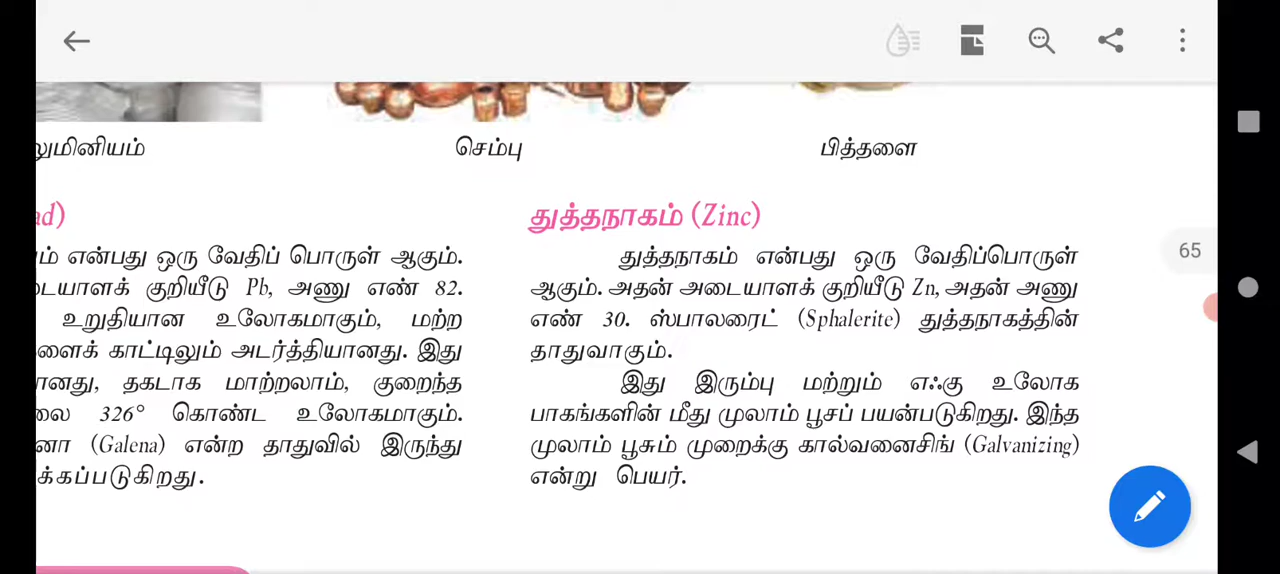 லுமினியம்
செம்பு
பித்தளை
ad)
ம் என்பது ஒரு வேதிப் பொருள் ஆகும்.
டையாளக் குறியீடு Pb, அணு எண் 82.
உறுதியான உலோகமாகும், மற்ற
களைக் காட்டிலும் அடர்த்தியானது. இது
ானது, தகடாக மாற்றலாம், குறைந்த
லை 326° கொண்ட உலோகமாகும்.
னா (Galena) என்ற தாதுவில் இருந்து
க்கப்படுகிறது.
துத்தநாகம் (Zinc)
துத்தநாகம் என்பது ஒரு வேதிப்பொருள்
ஆகும். அதன் அடையாளக் குறியீடு Zn, அதன் அணு
எண் 30. ஸ்பாலரைட் (Sphalerite) துத்தநாகத்தின்
தாதுவாகும்.
இது இரும்பு மற்றும் எஃகு உலோக
பாகங்களின் மீது முலாம் பூசப் பயன்படுகிறது. இந்த
முலாம் பூசும் முறைக்கு கால்வனைசிங் (Galvanizing)
என்று பெயர்.
65